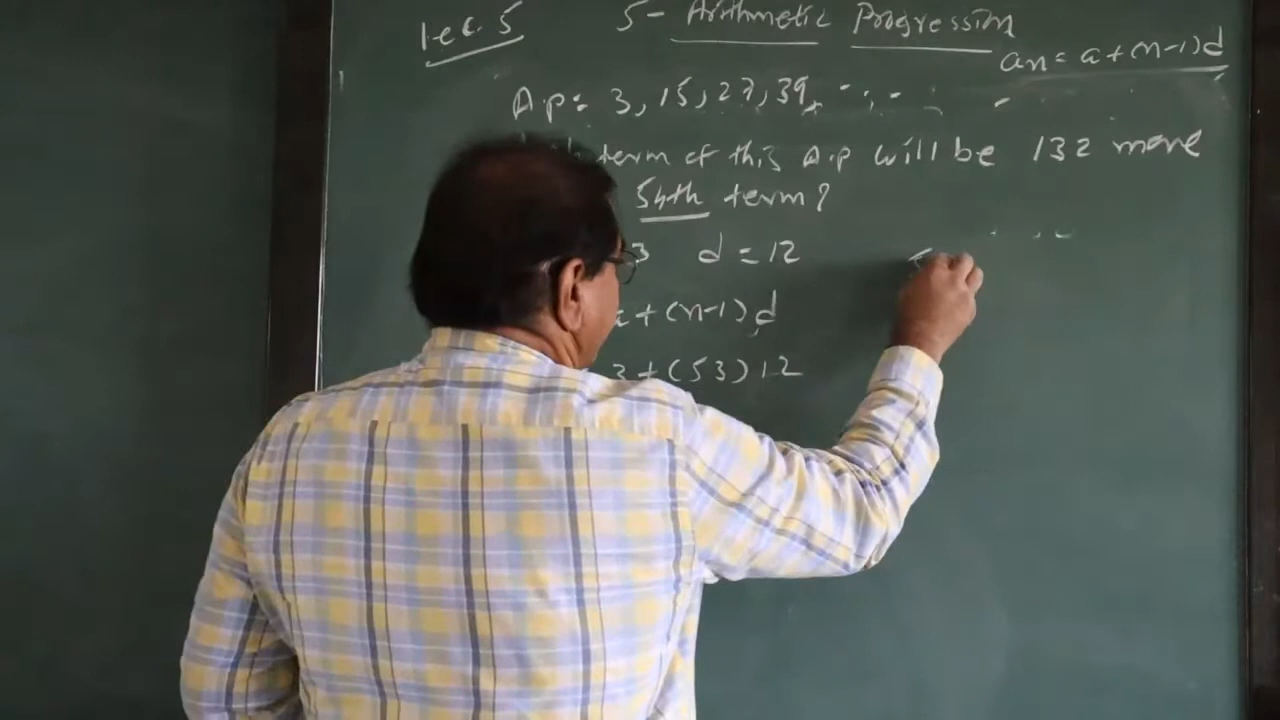 Lec. 5
5- Arithmetic Progression
an = a+(n-1)d
A.p: 3, 15, 27, 39, .....
term of this A.p will be 132 more
54th term?
3 d = 12
+(n-1)d
3+(53)12